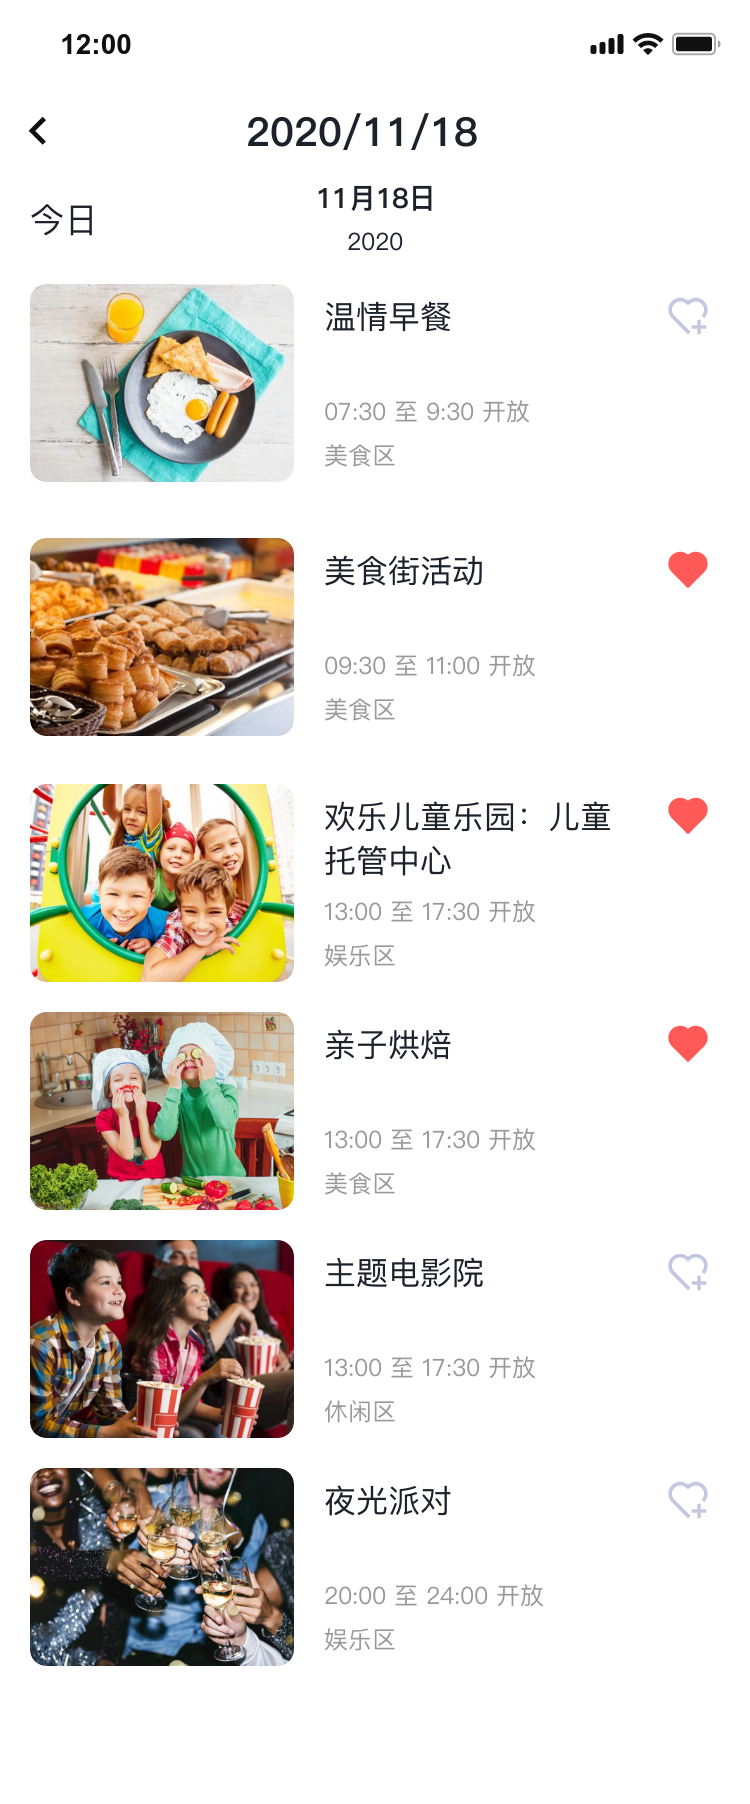 12:00
2020/11/18
11月18日
今日
2020
温情早餐
07:30 至 9:30 开放
美食区
美食街活动
09:30 至 11:00 开放
美食区
欢乐儿童乐园：儿童
托管中心
13:00 至 17:30 开放
娱乐区
亲子烘焙
13:00 至 17:30 开放
美食区
主题电影院
13:00 至 17:30 开放
休闲区
夜光派对
20:00 至 24:00 开放
娱乐区